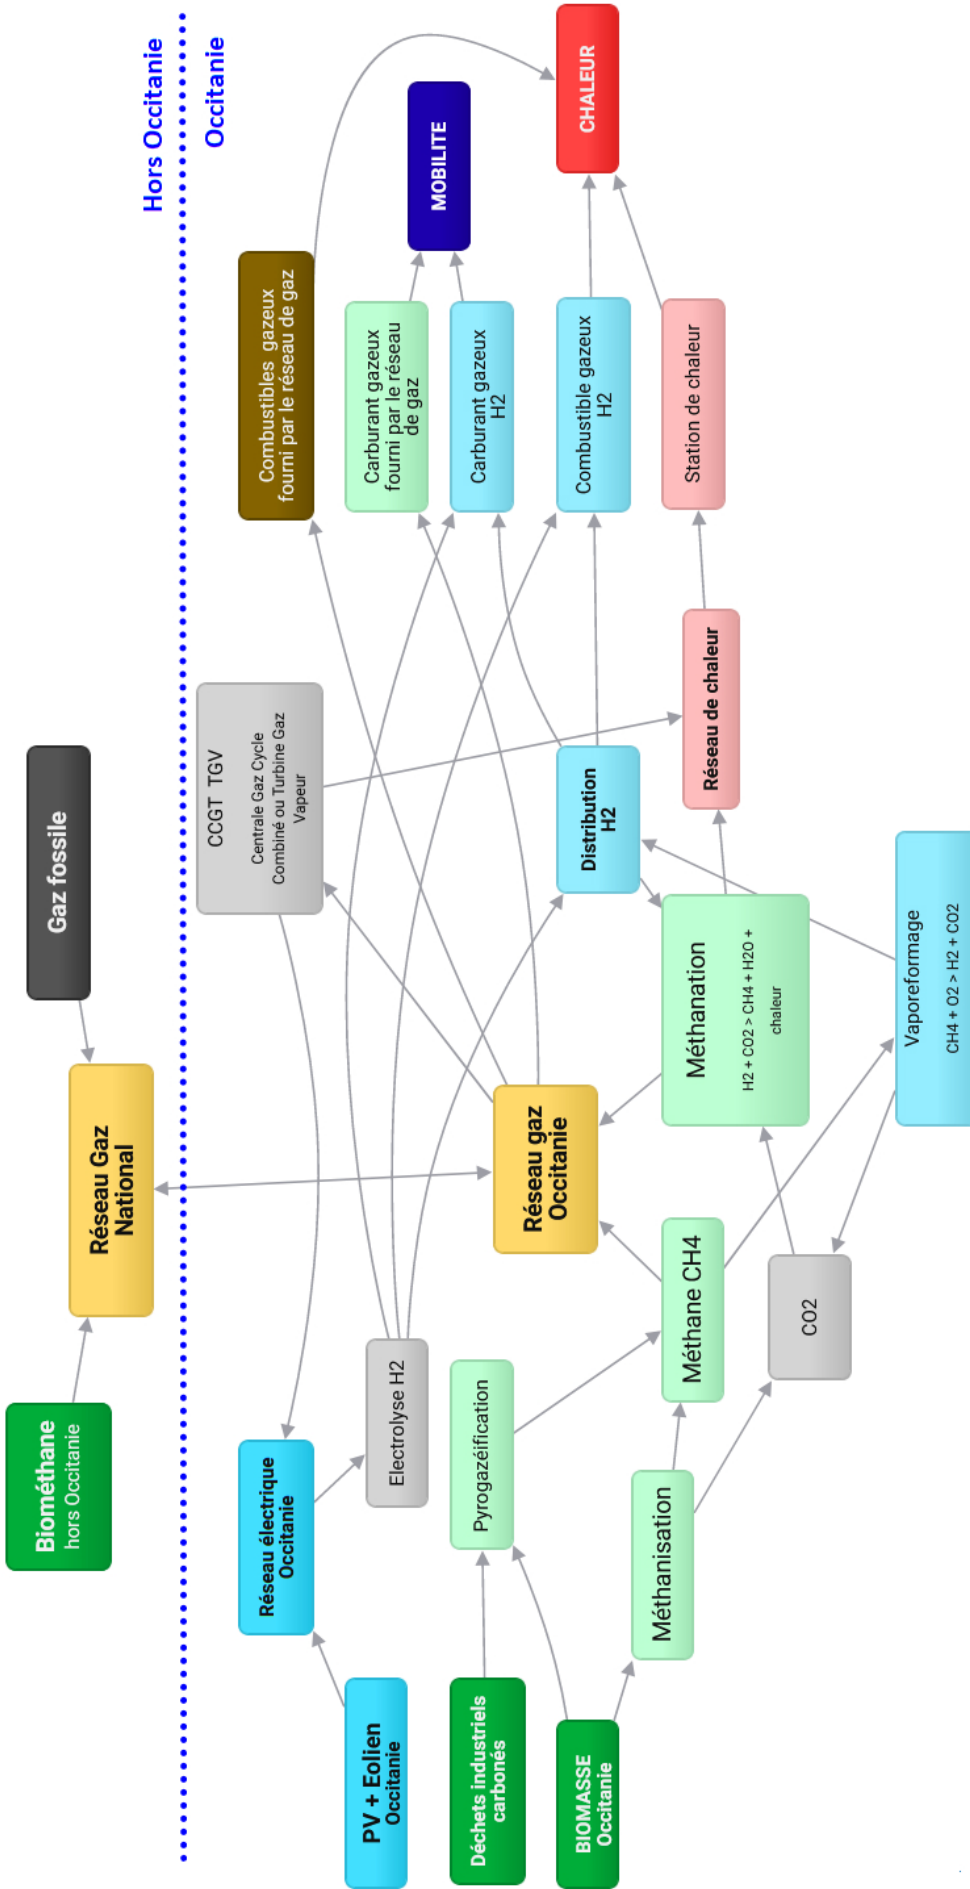 Hors Occitanie
Occitanie
Biométhane
hors Occitanie
Réseau Gaz
National
Gaz fossile
PV + Eolien
Occitanie
Réseau électrique
Occitanie
Electrolyse H2
CCGT TGV
Centrale Gaz Cycle
Combiné ou Turbine Gaz
Vapeur
Combustibles gazeux
fourni par le réseau de gaz
Carburant gazeux
fourni par le réseau
de gaz
Carburant gazeux
H2
MOBILITE
Déchets industriels
carbonés
Pyrogazéification
Réseau gaz
Occitanie
Distribution
H2
Combustible gazeux
H2
CHALEUR
BIOMASSE
Occitanie
Méthanisation
Méthane CH4
Méthanation
H2 + CO2 > CH4 + H2O +
chaleur
Réseau de chaleur
Station de chaleur
CO2
Vaporeformage
CH4 + O2 > H2 + CO2